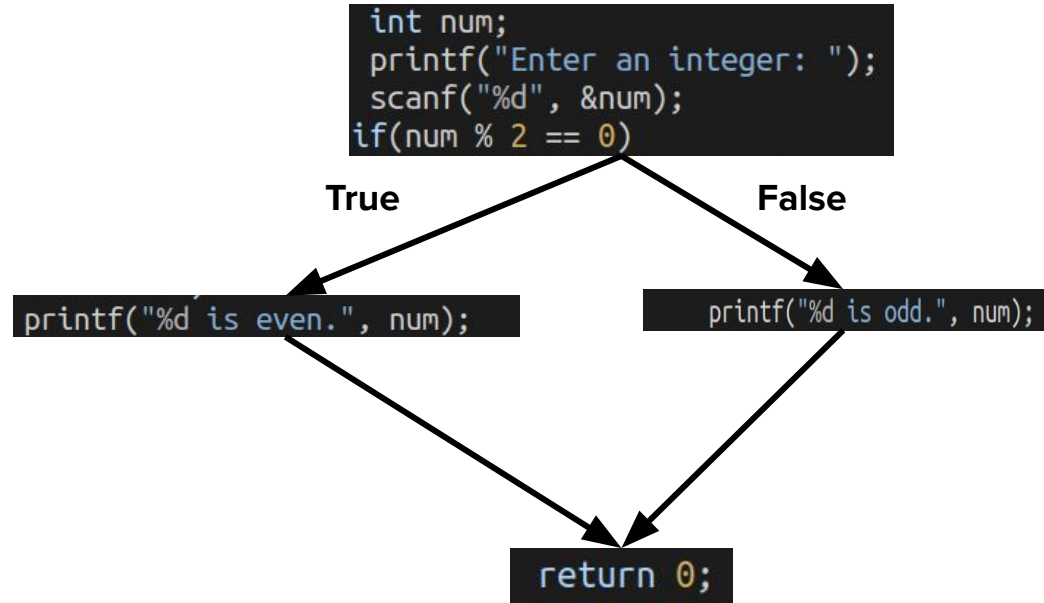 int num;
printf("Enter an integer: ");
scanf("%d", &num);
if(num % 2 == 0)
True
False
printf("%d is even.", num);
printf("%d is odd.", num);
return 0;